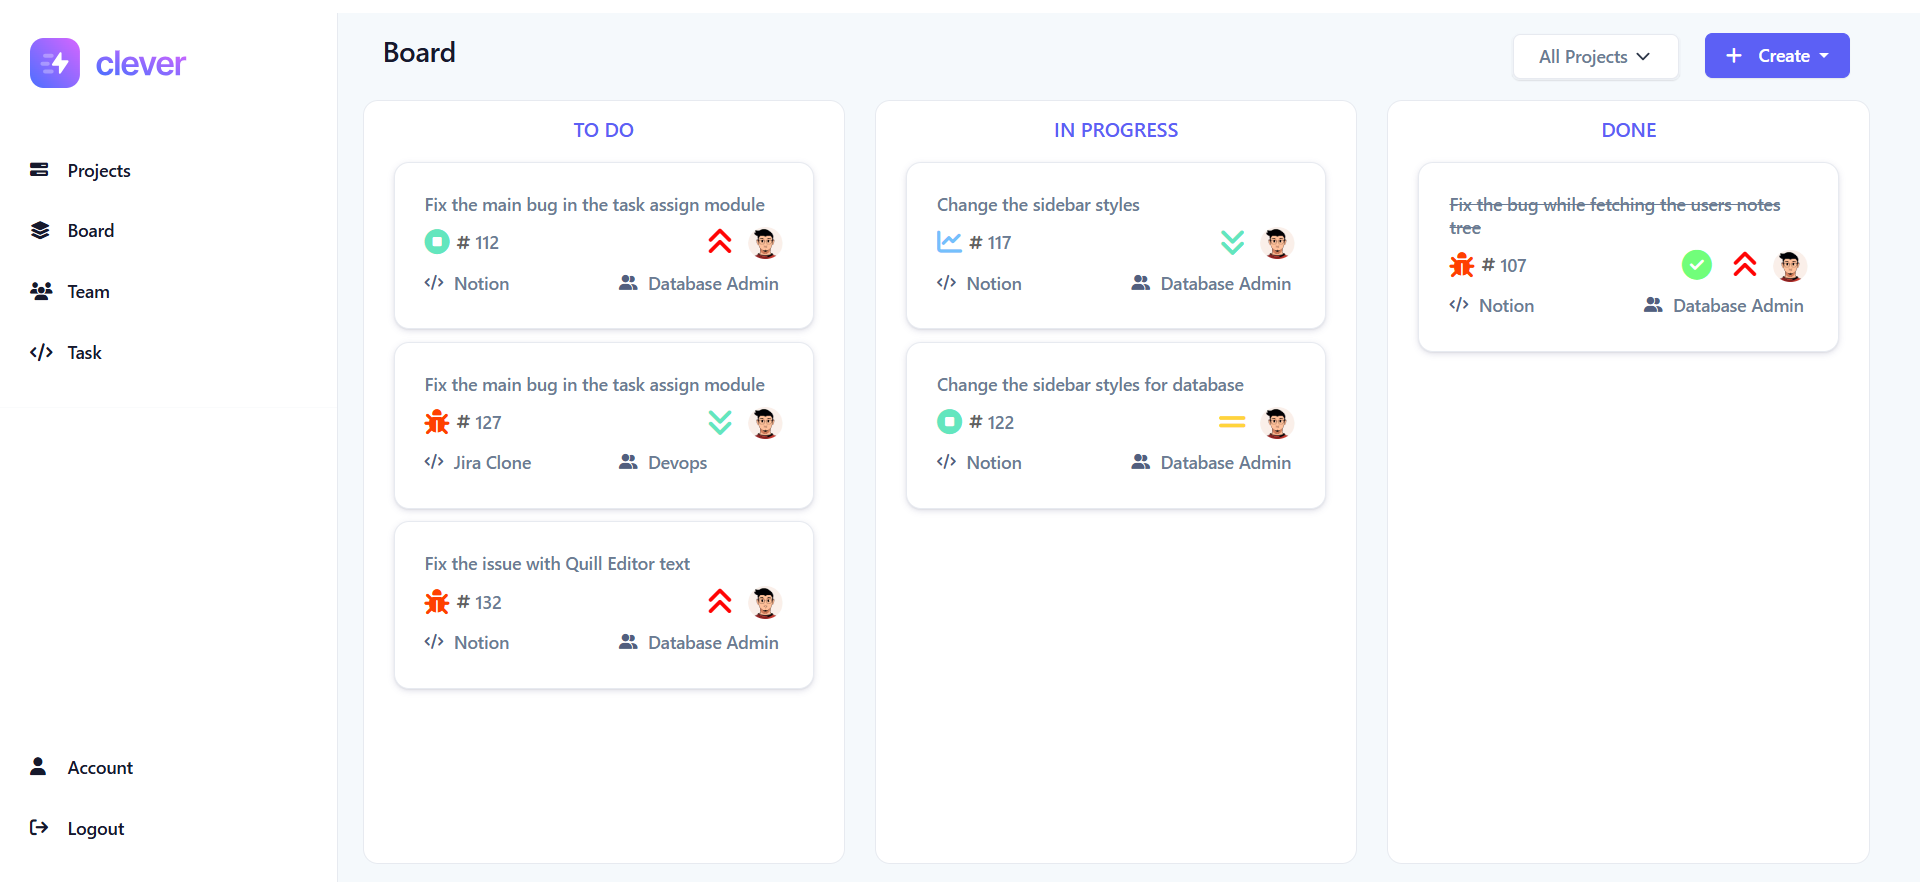 clever
Projects
Board
Team
Task
Account
Logout
Board
All Projects
Create
TO DO
Fix the main bug in the task assign module
# 112
Notion
Database Admin
Fix the main bug in the task assign module
# 127
Jira Clone
Devops
Fix the issue with Quill Editor text
# 132
Notion
Database Admin
IN PROGRESS
Change the sidebar styles
# 117
Notion
Database Admin
Change the sidebar styles for database
# 122
Notion
Database Admin
DONE
Fix the bug while fetching the users notes
tree
# 107
Notion
Database Admin